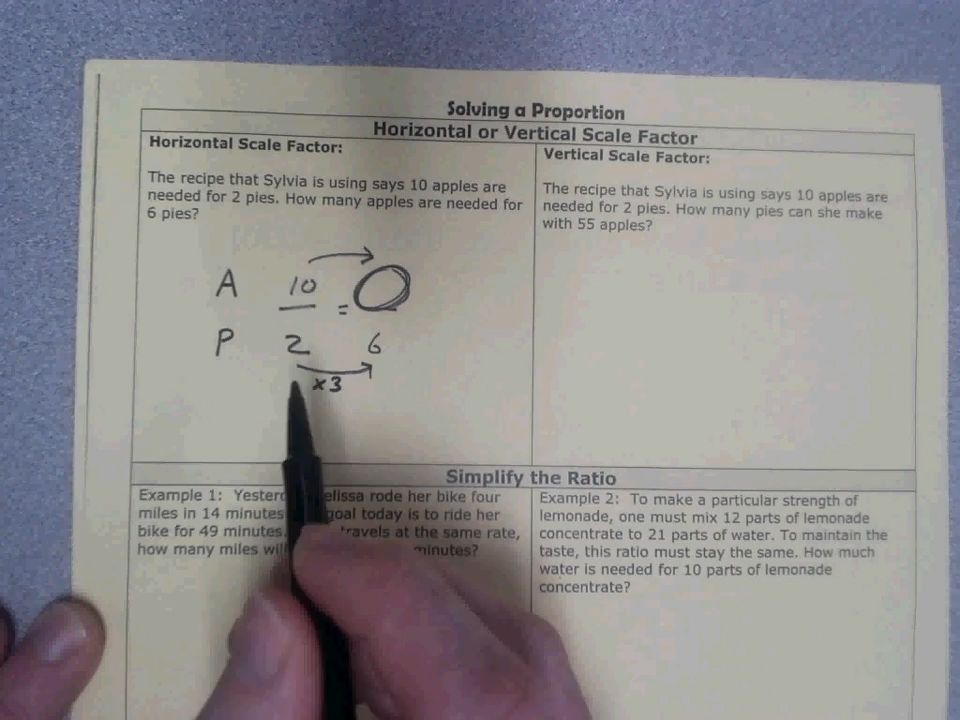 Solving a Proportion
Horizontal or Vertical Scale Factor
Horizontal Scale Factor:
The recipe that Sylvia is using says 10 apples are
needed for 2 pies. How many apples are needed for
6 pies?
A 10
=
P 2 6
x3
Vertical Scale Factor:
The recipe that Sylvia is using says 10 apples are
needed for 2 pies. How many pies can she make
with 55 apples?
Simplify the Ratio
Example 1: elissa rode her bike four
miles in 14 minutes goal today is to ride her
bike for 49 minutes. travels at the same rate,
how many miles minutes?
Example 2: To make a particular strength of
lemonade, one must mix 12 parts of lemonade
concentrate to 21 parts of water. To maintain the
taste, this ratio must stay the same. How much
water is needed for 10 parts of lemonade
concentrate?